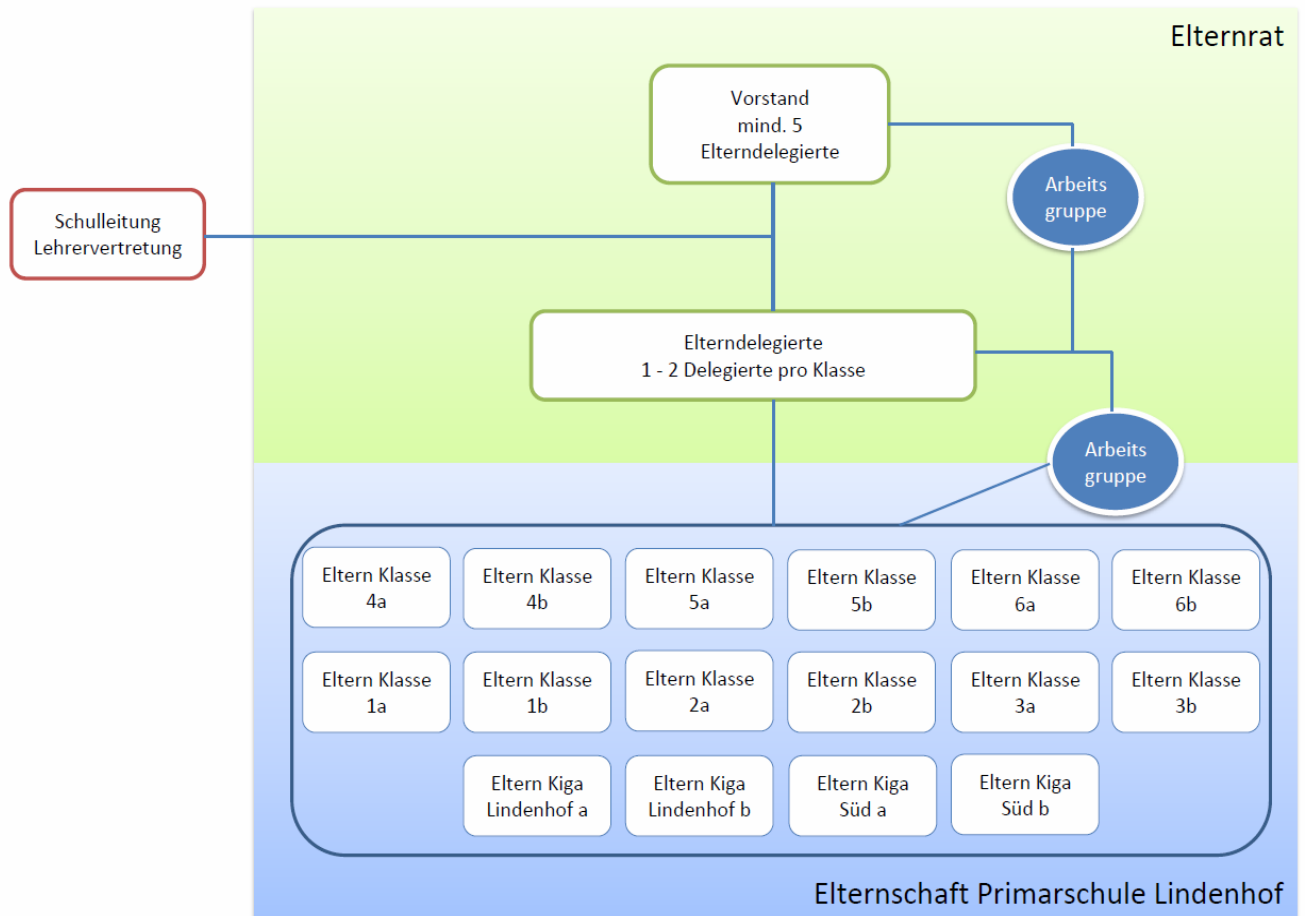 Elternrat
Vorstand
mind. 5
Elterndelegierte
Arbeits
gruppe
Schulleitung
Lehrervertretung
Elterndelegierte
1 - 2 Delegierte pro Klasse
Arbeits
gruppe
Eltern Klasse
4a
Eltern Klasse
4b
Eltern Klasse
5a
Eltern Klasse
5b
Eltern Klasse
6a
Eltern Klasse
6b
Eltern Klasse
1a
Eltern Klasse
1b
Eltern Klasse
2a
Eltern Klasse
2b
Eltern Klasse
3a
Eltern Klasse
3b
Eltern Kiga
Lindenhof a
Eltern Kiga
Lindenhof b
Eltern Kiga
Süd a
Eltern Kiga
Süd b
Elternschaft Primarschule Lindenhof